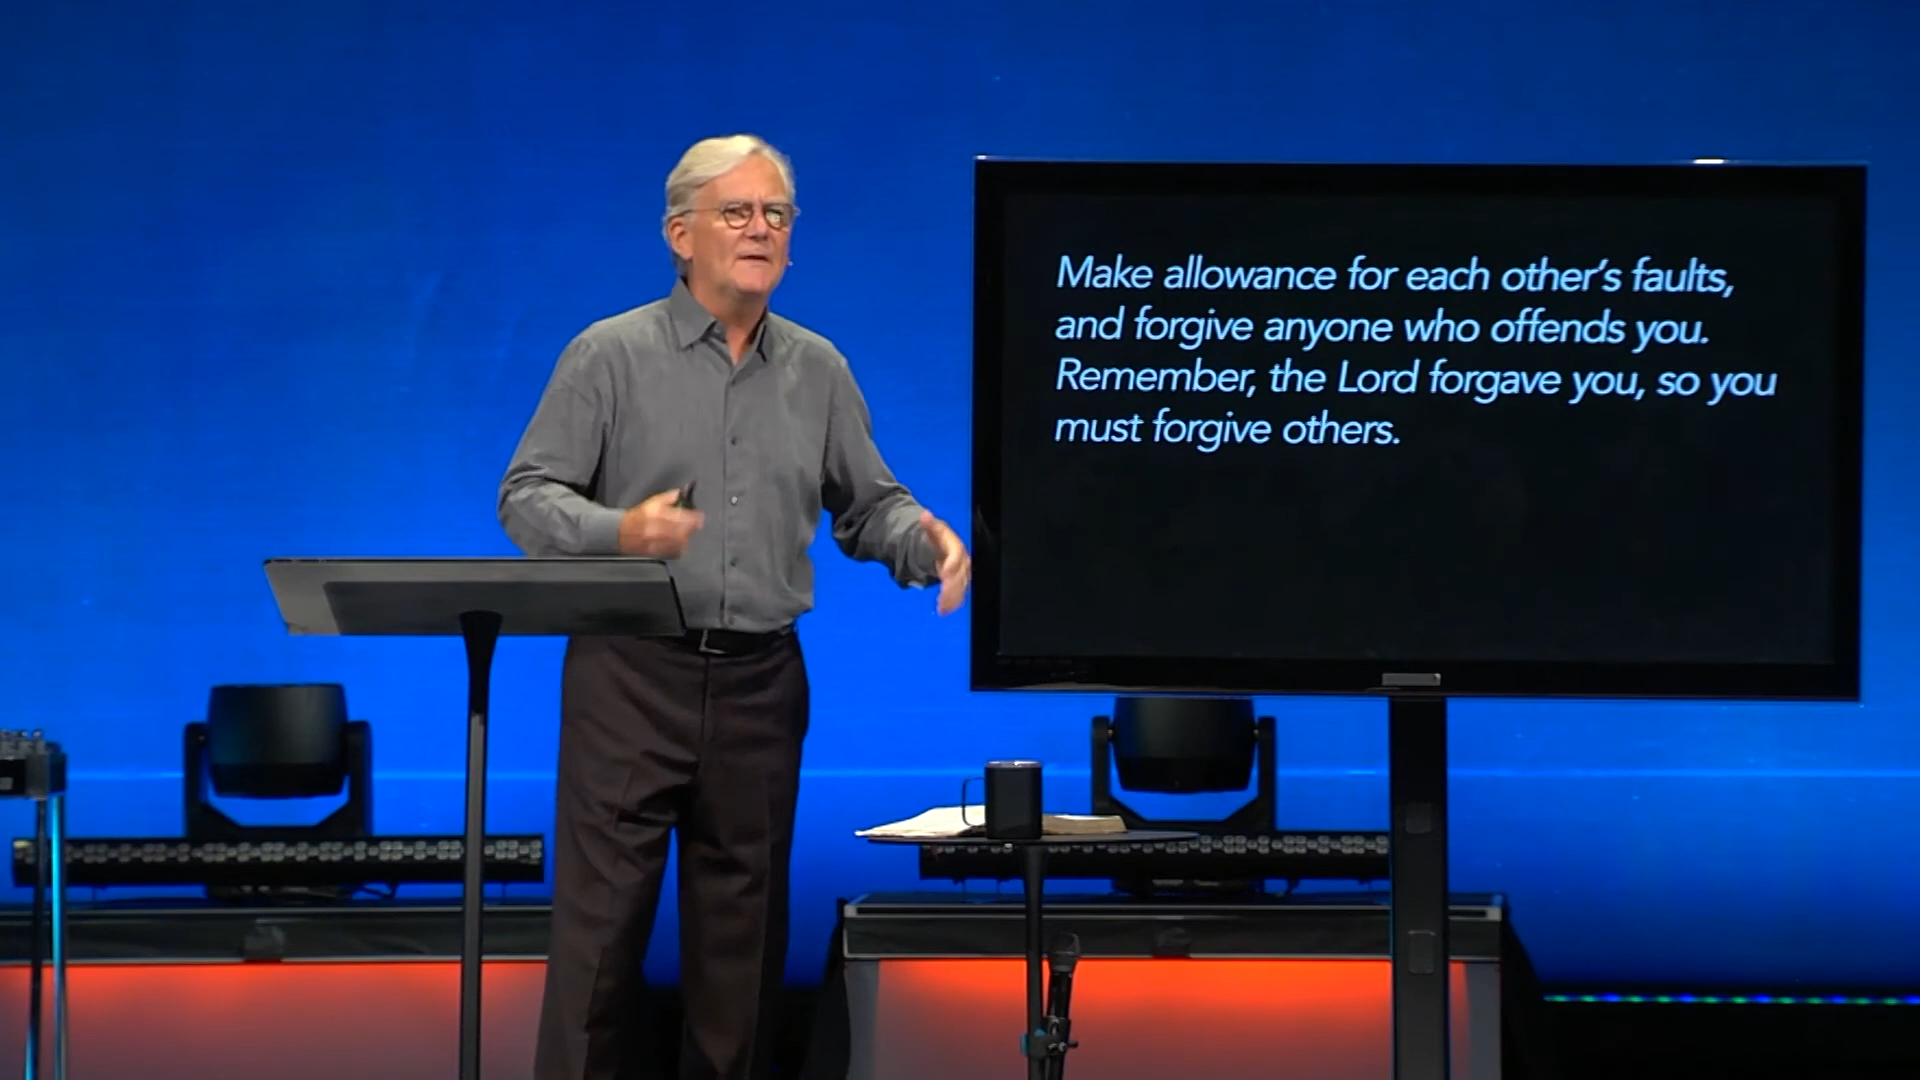 Make allowance for each other's faults,
and forgive anyone who offends you.
Remember, the Lord forgave you, so you
must forgive others.